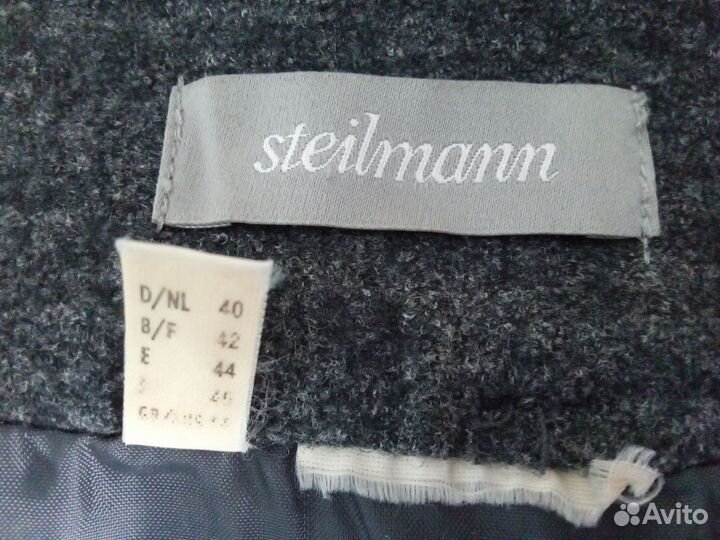 steilmann
D/NL 40
B/F 42
E 44
Avito